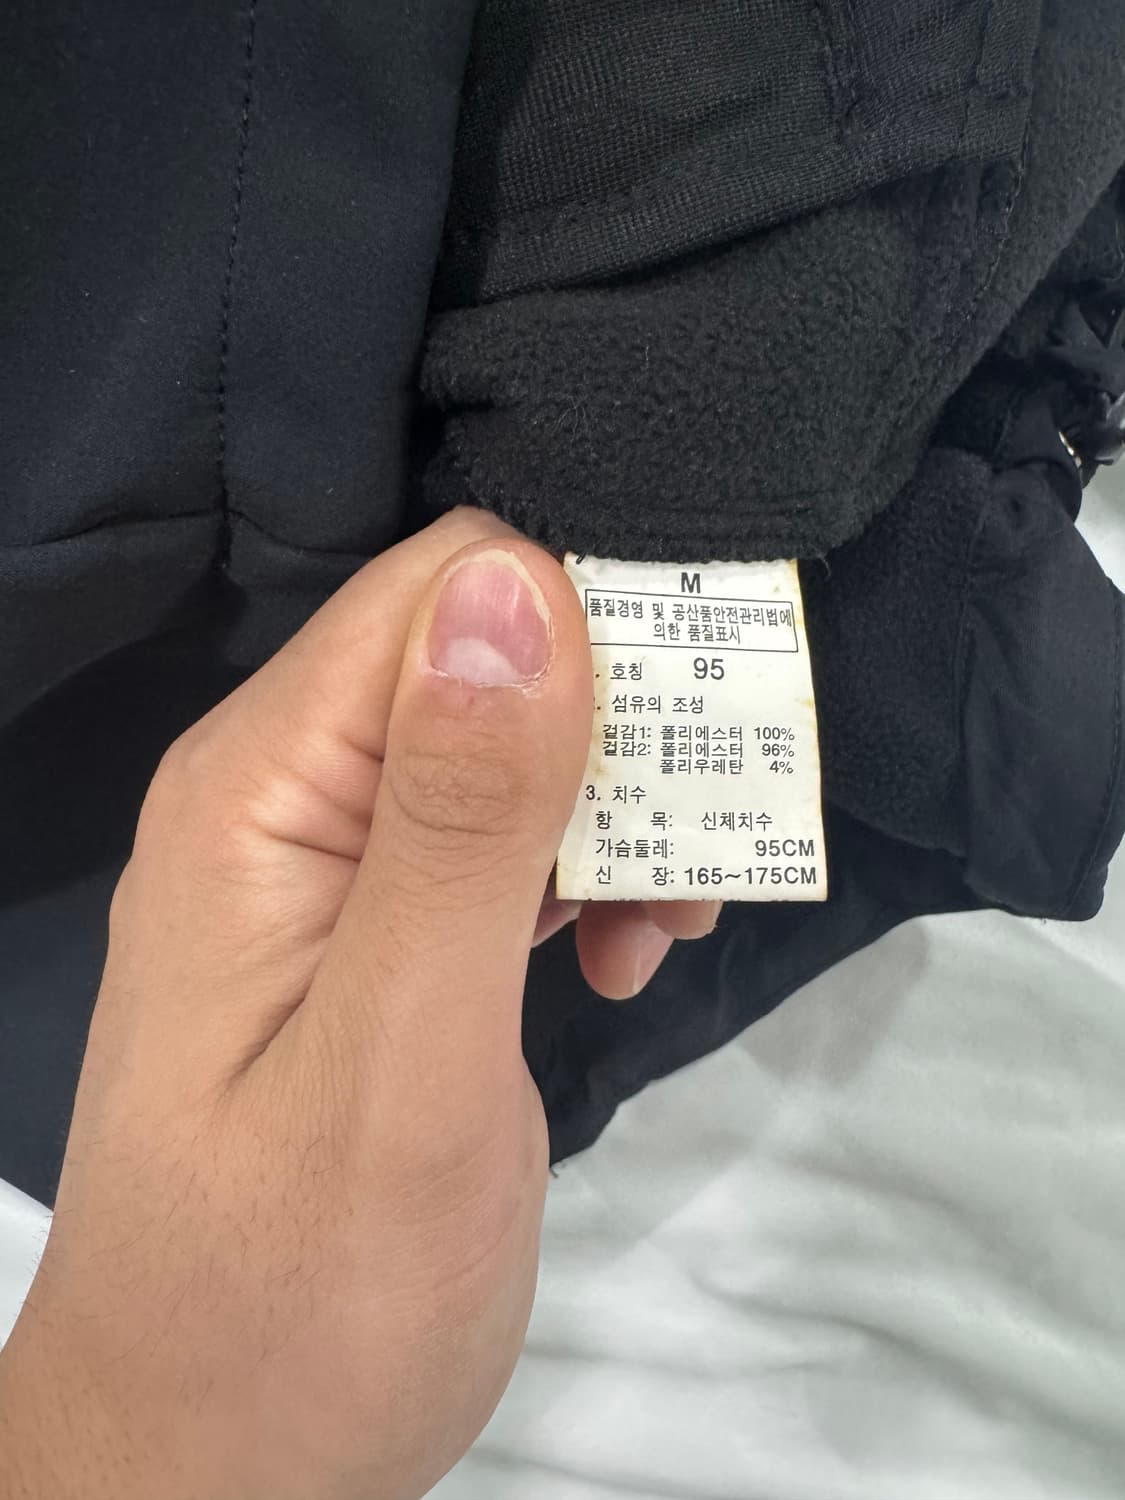 M
품질경영 및 공산품안전관리법에
의한 품질표시
. 호칭 95
. 섬유의 조성
겉감1: 폴리에스터 100%
겉감2: 폴리에스터 96%
폴리우레탄 4%
3. 치수
항 목: 신체치수
가슴둘레: 95CM
신 장: 165~175CM